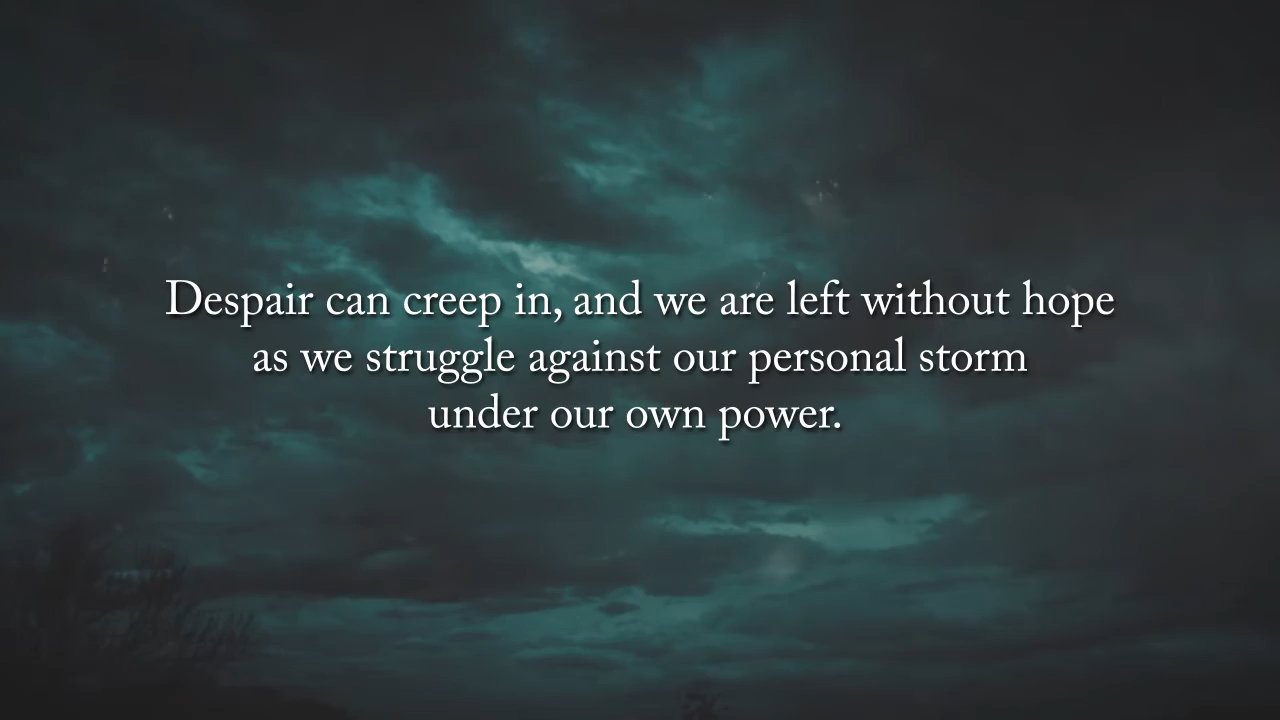 Despair can creep in, and we are left without hope
as we struggle against our personal storm
under our own power.